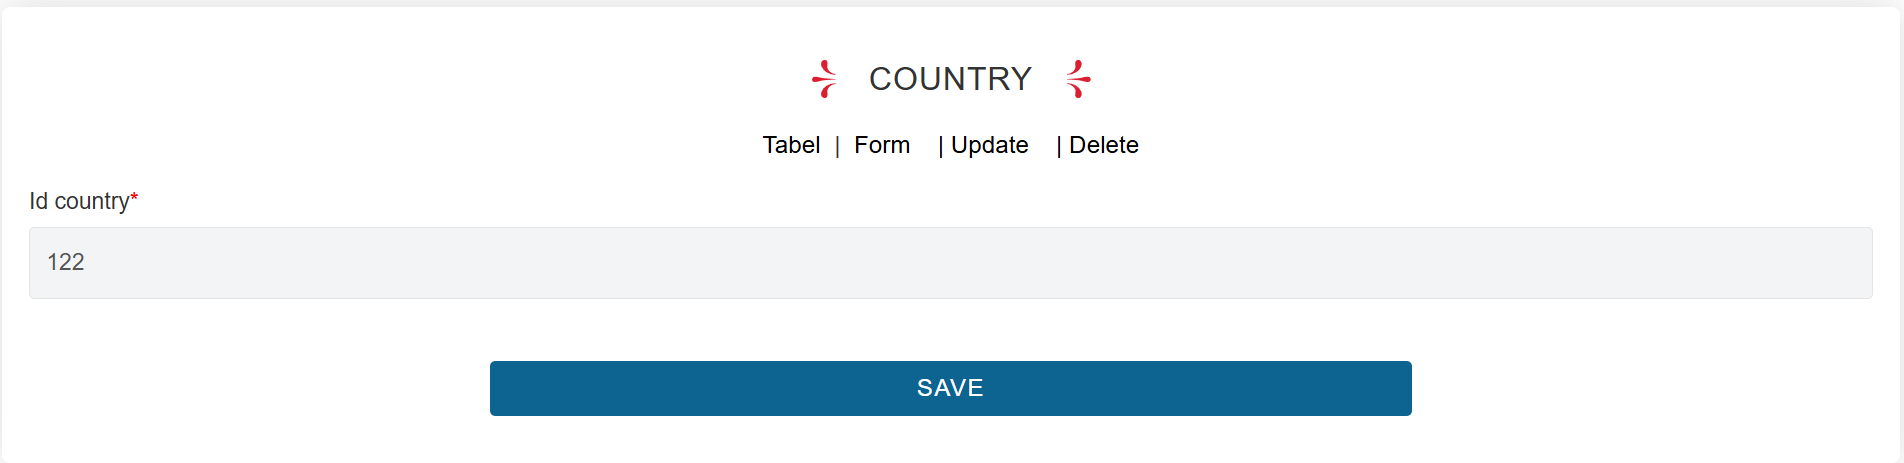 COUNTRY
Tabel | Form | Update | Delete
Id country*
122
SAVE